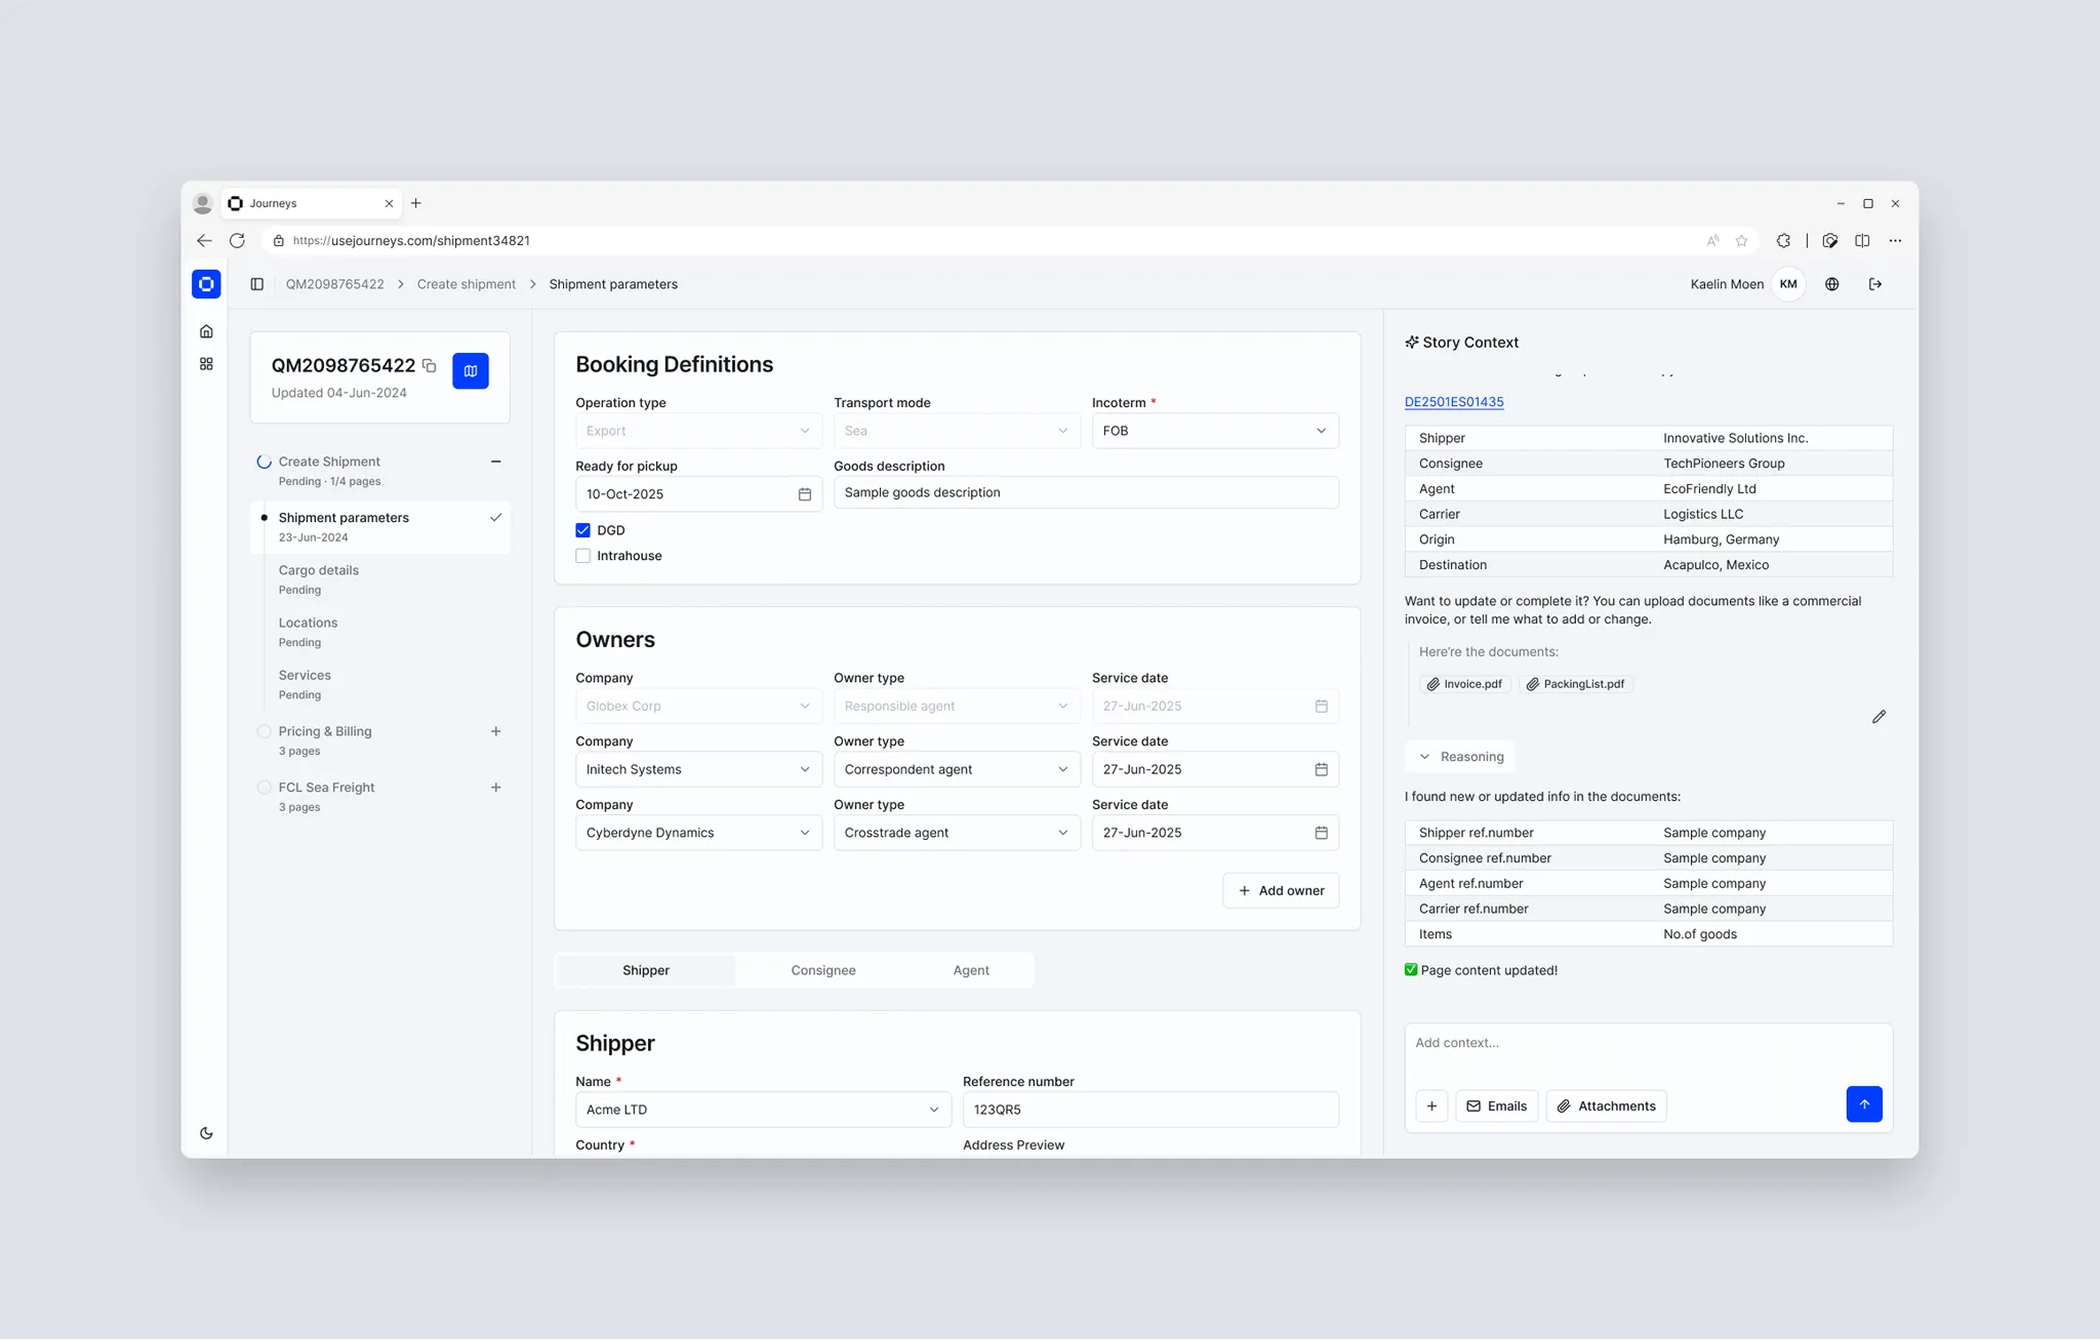 Journeys
https://usejourneys.com/shipment34821
QM2098765422 > Create shipment > Shipment parameters
Kaelin Moen KM
QM2098765422
Updated 04-Jun-2024
Create Shipment
Pending · 1/4 pages
Shipment parameters
23-Jun-2024
Cargo details
Pending
Locations
Pending
Services
Pending
Pricing & Billing
3 pages
FCL Sea Freight
3 pages
Booking Definitions
Operation type Transport mode Incoterm *
Export Sea FOB
Ready for pickup Goods description
10-Oct-2025 Sample goods description
DGD
Intrahouse
Owners
Company Owner type Service date
Globex Corp Responsible agent 27-Jun-2025
Company Owner type Service date
Initech Systems Correspondent agent 27-Jun-2025
Company Owner type Service date
Cyberdyne Dynamics Crosstrade agent 27-Jun-2025
+ Add owner
Shipper Consignee Agent
Shipper
Name * Reference number
Acme LTD 123QR5
Country * Address Preview
Story Context
DE2501ES01435
Shipper Innovative Solutions Inc.
Consignee TechPioneers Group
Agent EcoFriendly Ltd
Carrier Logistics LLC
Origin Hamburg, Germany
Destination Acapulco, Mexico
Want to update or complete it? You can upload documents like a commercial
invoice, or tell me what to add or change.
Here’re the documents:
Invoice.pdf PackingList.pdf
Reasoning
I found new or updated info in the documents:
Shipper ref.number Sample company
Consignee ref.number Sample company
Agent ref.number Sample company
Carrier ref.number Sample company
Items No.of goods
✅ Page content updated!
Add context...
+ Emails Attachments